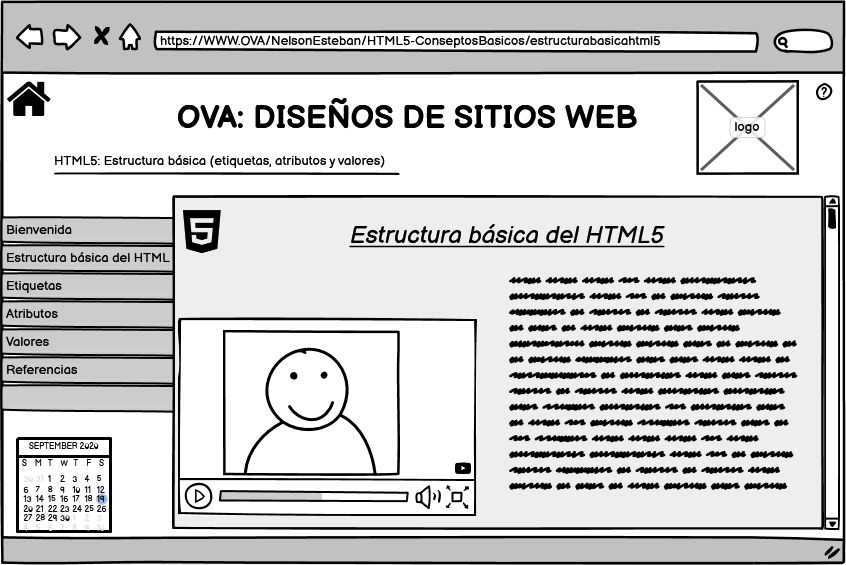 https://WWW.OVA/NelsonEsteban/HTML5-ConseptosBasicos/estructurabasicahtml5
?
OVA: DISEÑOS DE SITIOS WEB
logo
HTML5: Estructura básica (etiquetas, atributos y valores)
5
Estructura básica del HTML5
Bienvenida
Estructura básica del HTML
Etiquetas
Atributos
Valores
Referencias
SEPTEMBER 2020
S M T W T F S
30 31 1 2 3 4 5
6 7 8 9 10 11 12
13 14 15 16 17 18 19
20 21 22 23 24 25 26
27 28 29 30 1 2 3